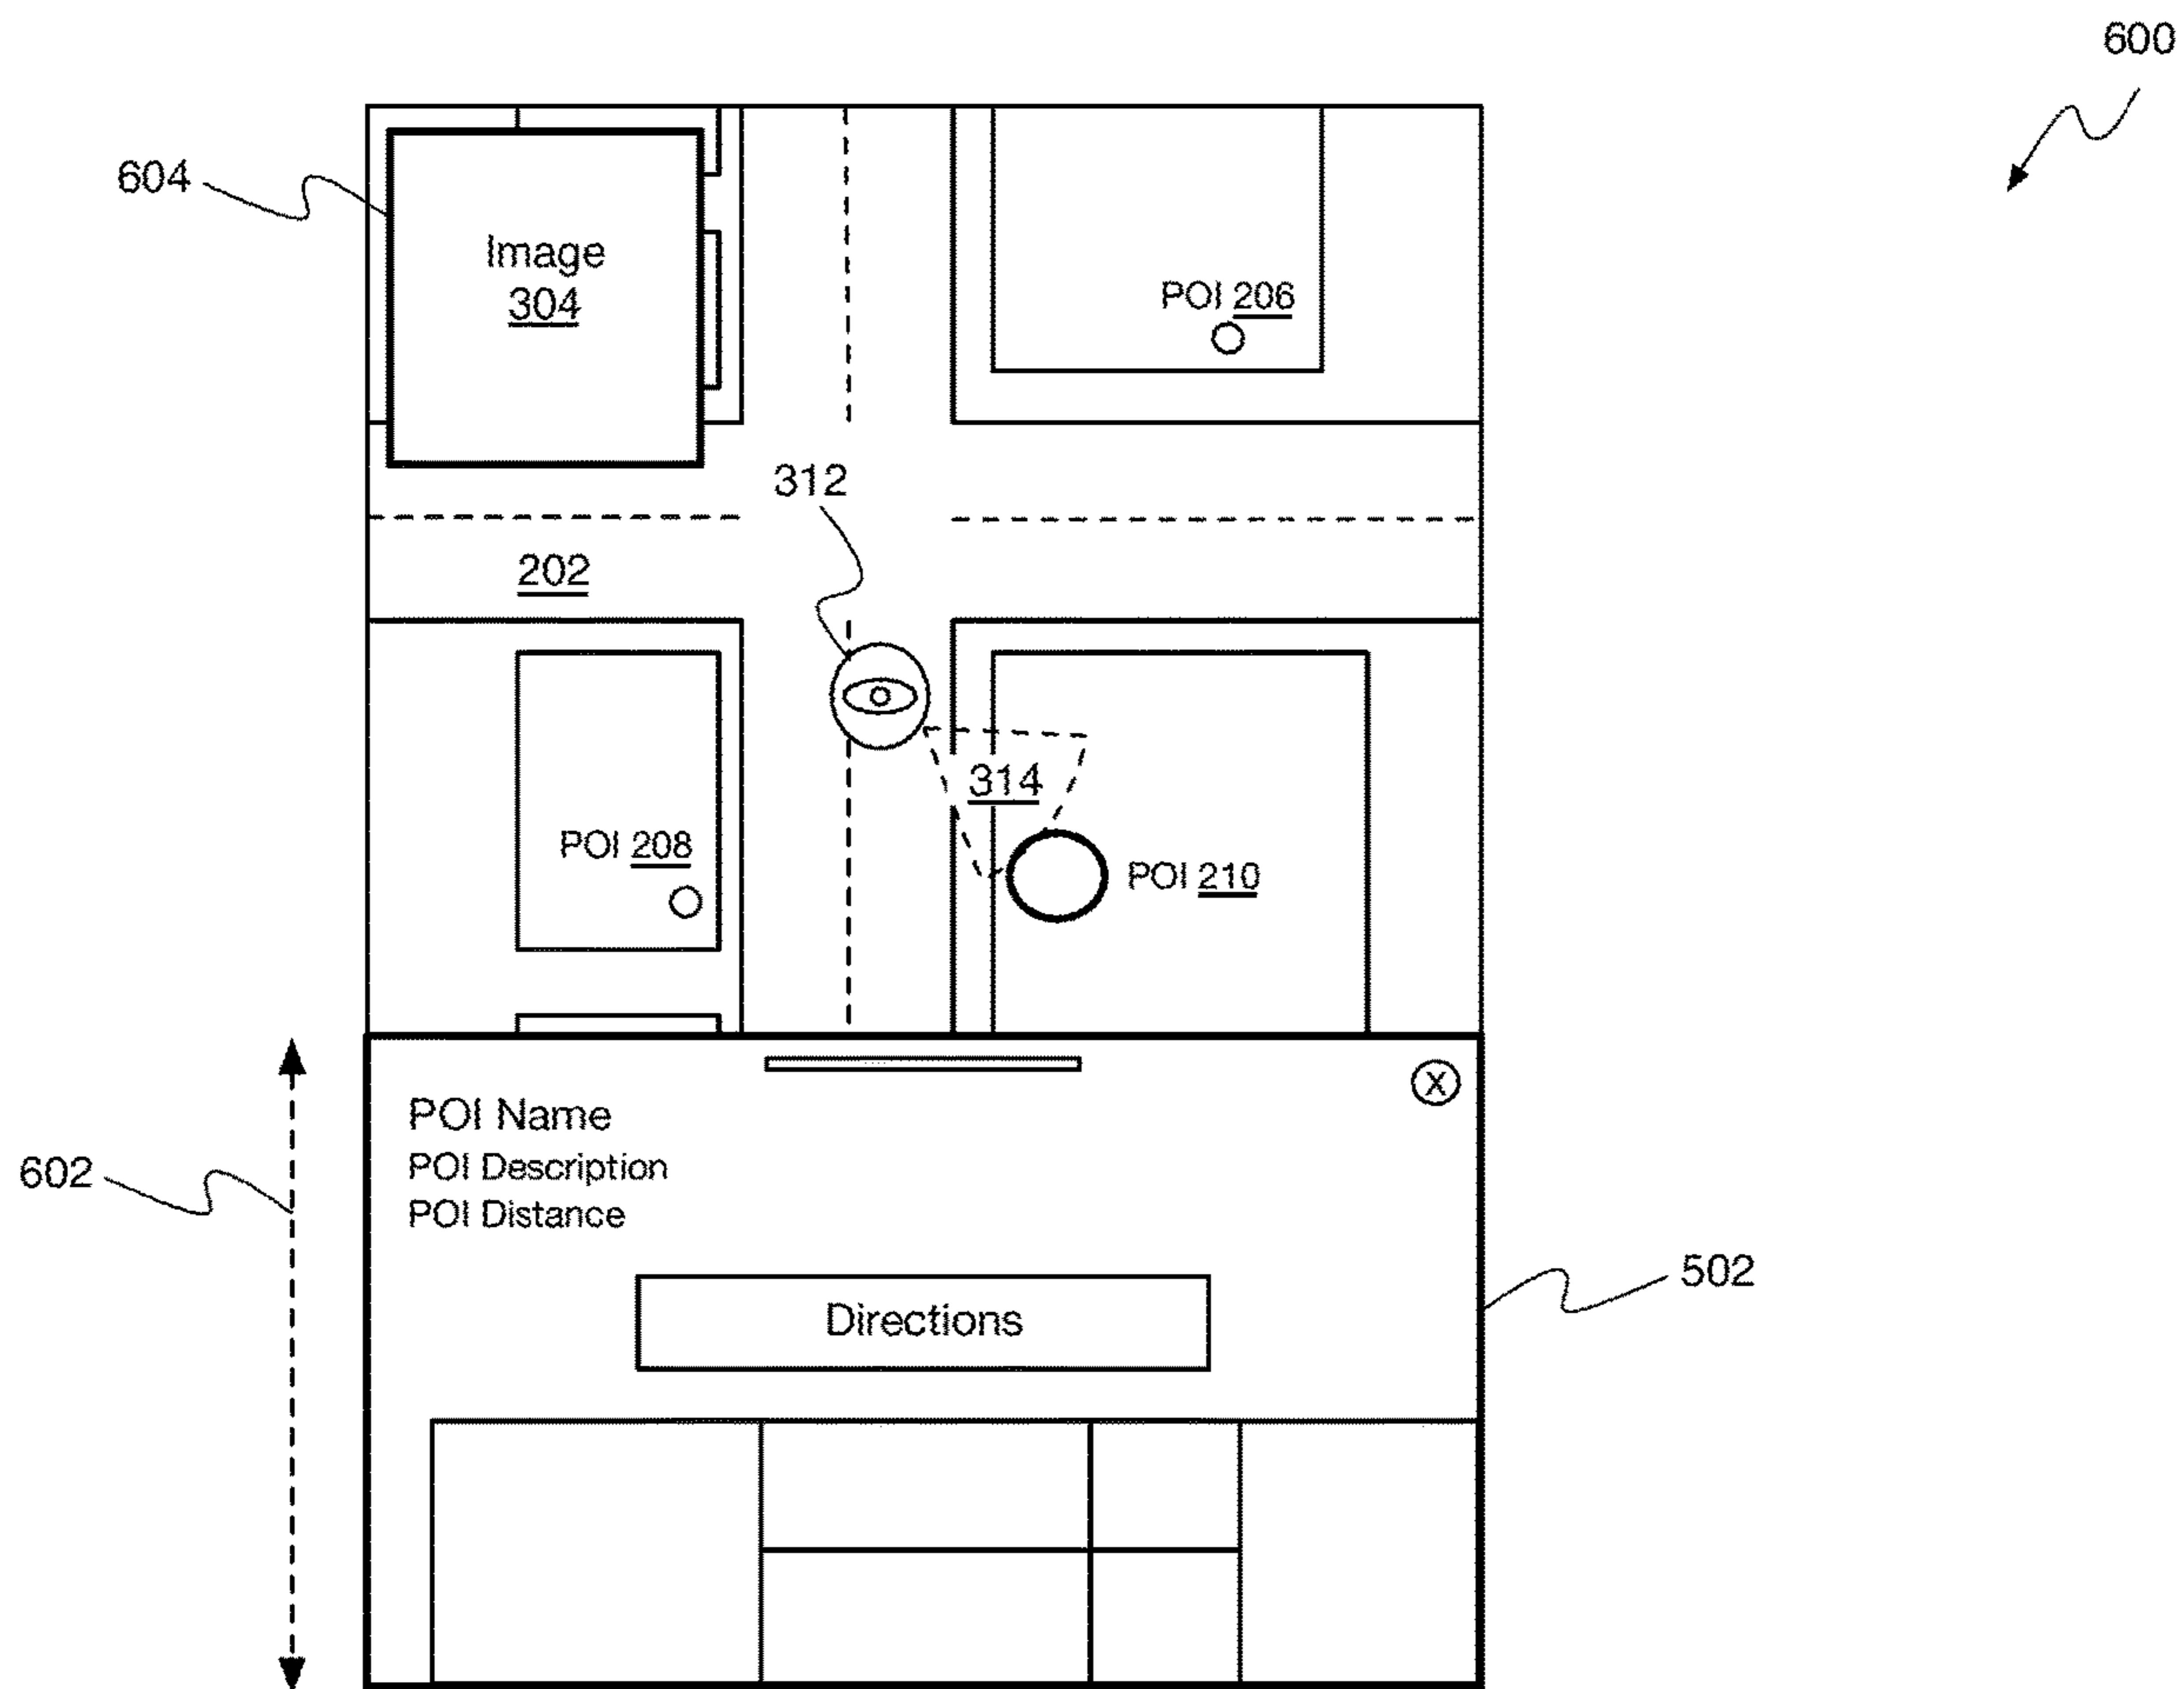 600
604
Image
304
POI 206
312
202
314
POI 208
POI 210
X
POI Name
POI Description
POI Distance
602
502
Directions